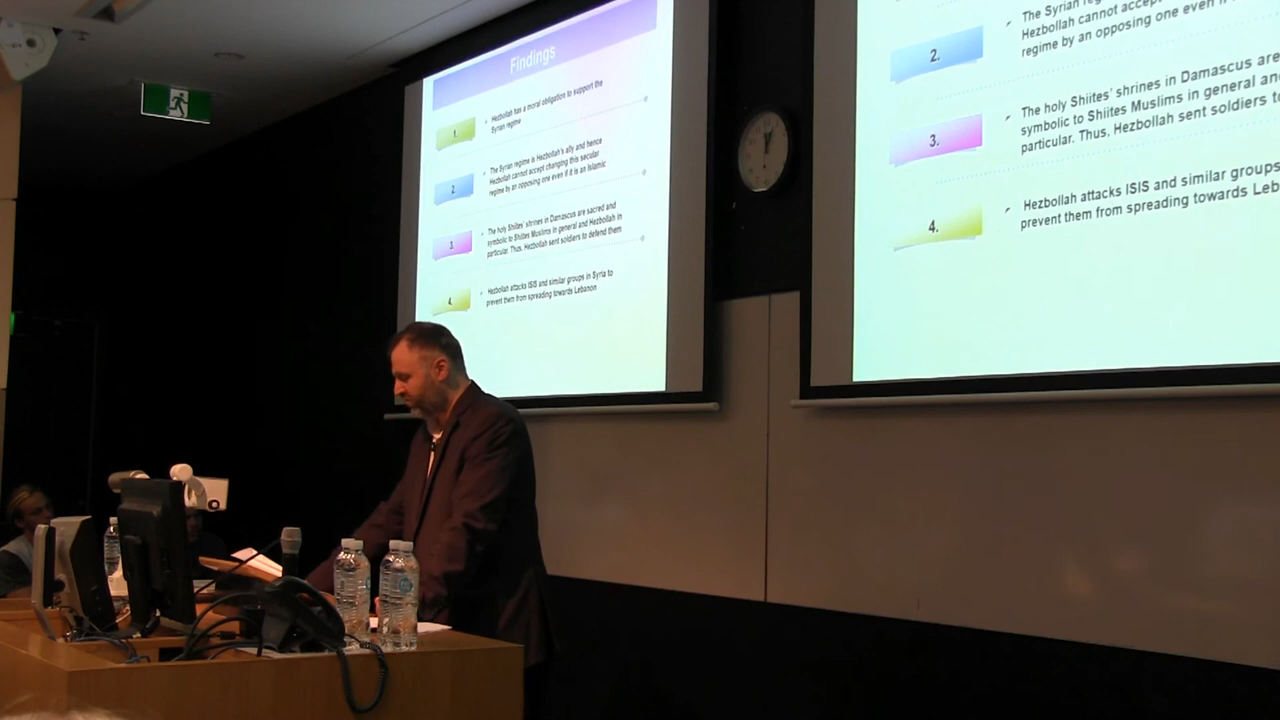 Findings
1.
Hezbollah has a moral obligation to support the
Syrian regime
2.
The Syrian regime is Hezbollah's ally and hence
Hezbollah cannot accept changing this secular
regime by an opposing one even if it is an Islamic
3.
The holy Shiites' shrines in Damascus are sacred and
symbolic to Shiites Muslims in general and Hezbollah in
particular. Thus, Hezbollah sent soldiers to defend them
4.
Hezbollah attacks ISIS and similar groups in Syria to
prevent them from spreading towards Lebanon
2.
The Syrian
Hezbollah cannot accept
regime by an opposing one even if
3.
The holy Shiites' shrines in Damascus are
symbolic to Shiites Muslims in general
particular. Thus, Hezbollah sent soldiers
4.
Hezbollah attacks ISIS and similar groups
prevent them from spreading towards